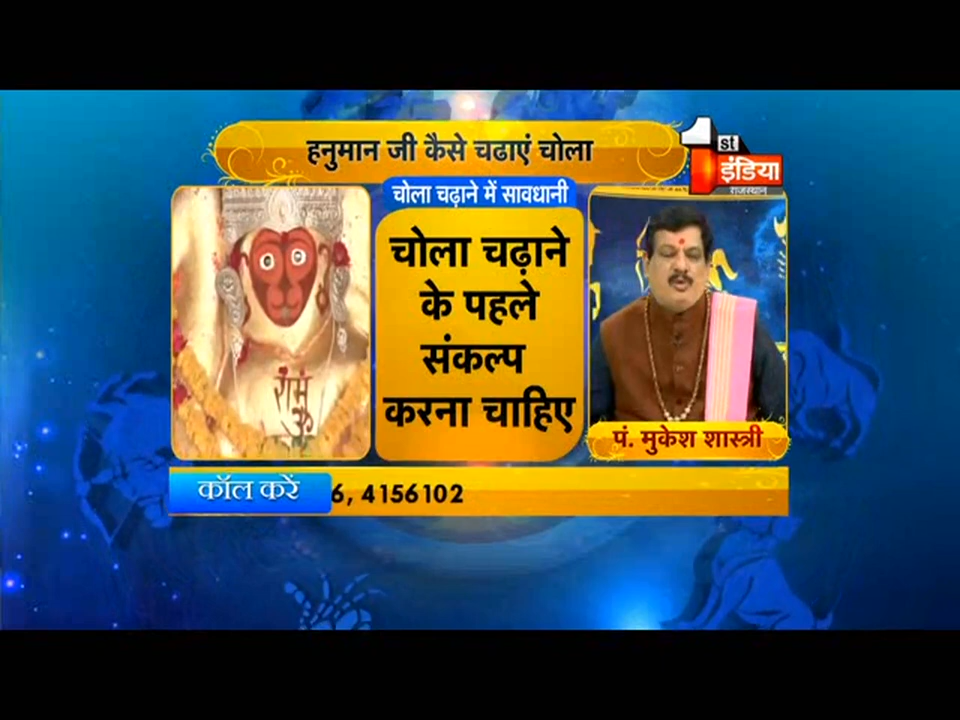 हनुमान जी कैसे चढाएं चोला
1st
इंडिया
राजस्थान
चोला चढ़ाने में सावधानी
चोला चढ़ाने
के पहले
संकल्प
करना चाहिए
राम
ॐ
पं. मुकेश शास्त्री
कॉल करें
6, 4156102